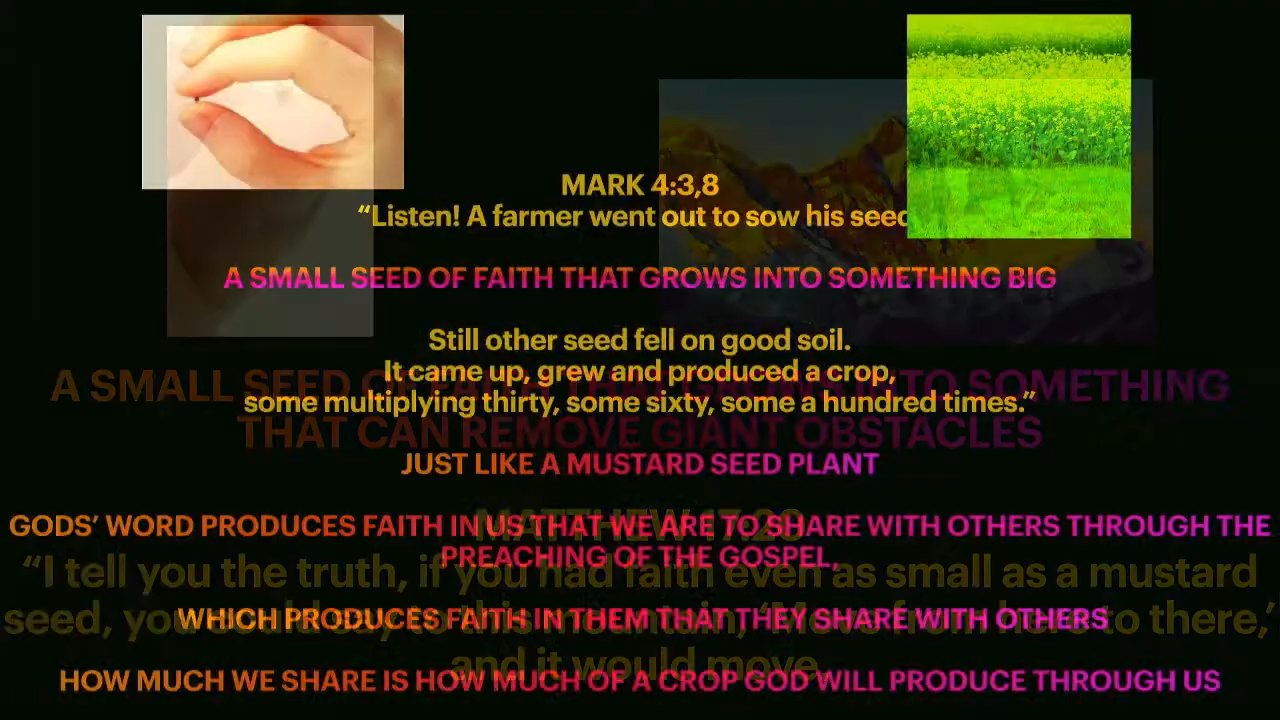 MARK 4:3,8
“Listen! A farmer went out to sow his seed
A SMALL SEED OF FAITH THAT GROWS INTO SOMETHING BIG
Still other seed fell on good soil.
It came up, grew and produced a crop,
A SMALL SEED OF FAITH THAT GROWS INTO SOMETHING
some multiplying thirty, some sixty, some a hundred times.”
THAT CAN REMOVE GIANT OBSTACLES
JUST LIKE A MUSTARD SEED PLANT
MATTHEW 17:20
GODS’ WORD PRODUCES FAITH IN US THAT WE ARE TO SHARE WITH OTHERS THROUGH THE
PREACHING OF THE GOSPEL,
“I tell you the truth, if you had faith even as small as a mustard
WHICH PRODUCES FAITH IN THEM THAT THEY SHARE WITH OTHERS
seed, you could say to this mountain, ‘Move from here to there,’
and it would move.
HOW MUCH WE SHARE IS HOW MUCH OF A CROP GOD WILL PRODUCE THROUGH US